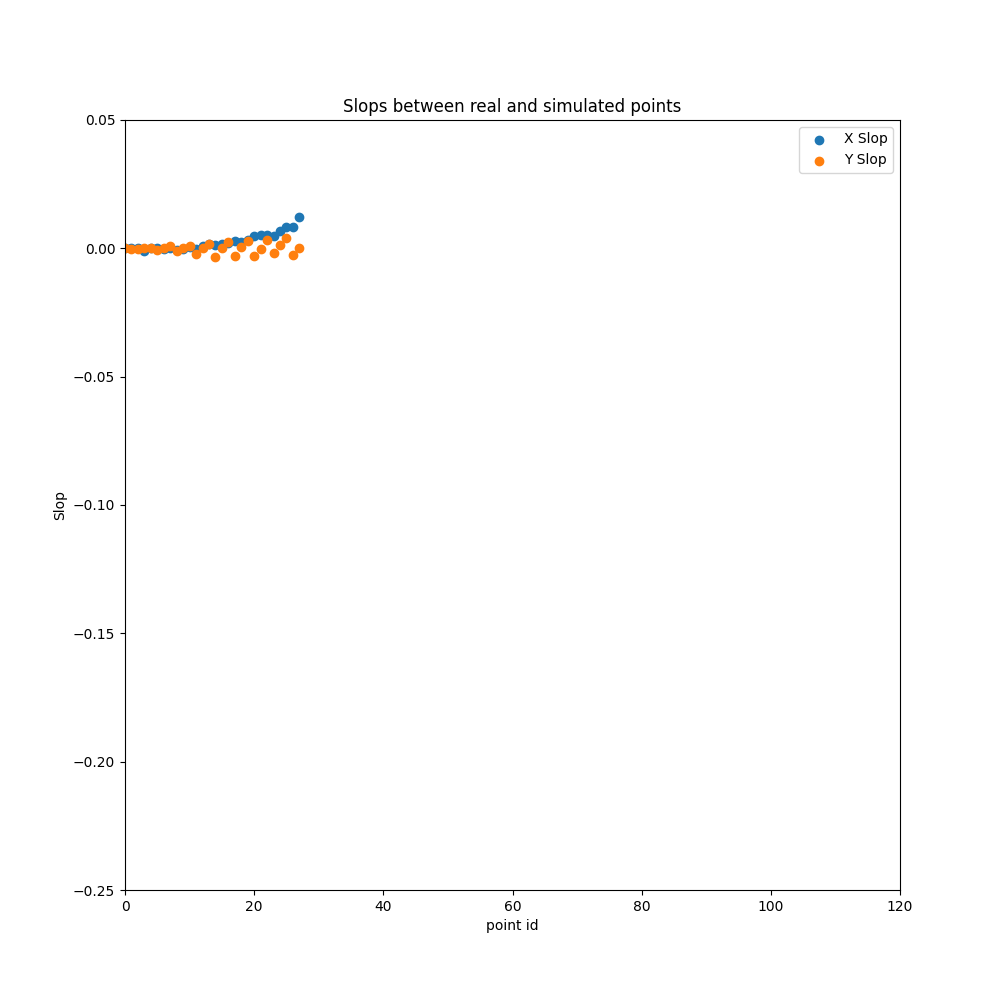 Slops between real and simulated points
X Slop
Y Slop
0.05
0.00
−0.05
−0.10
−0.15
−0.20
−0.25
Slop
0 20 40 60 80 100 120
point id